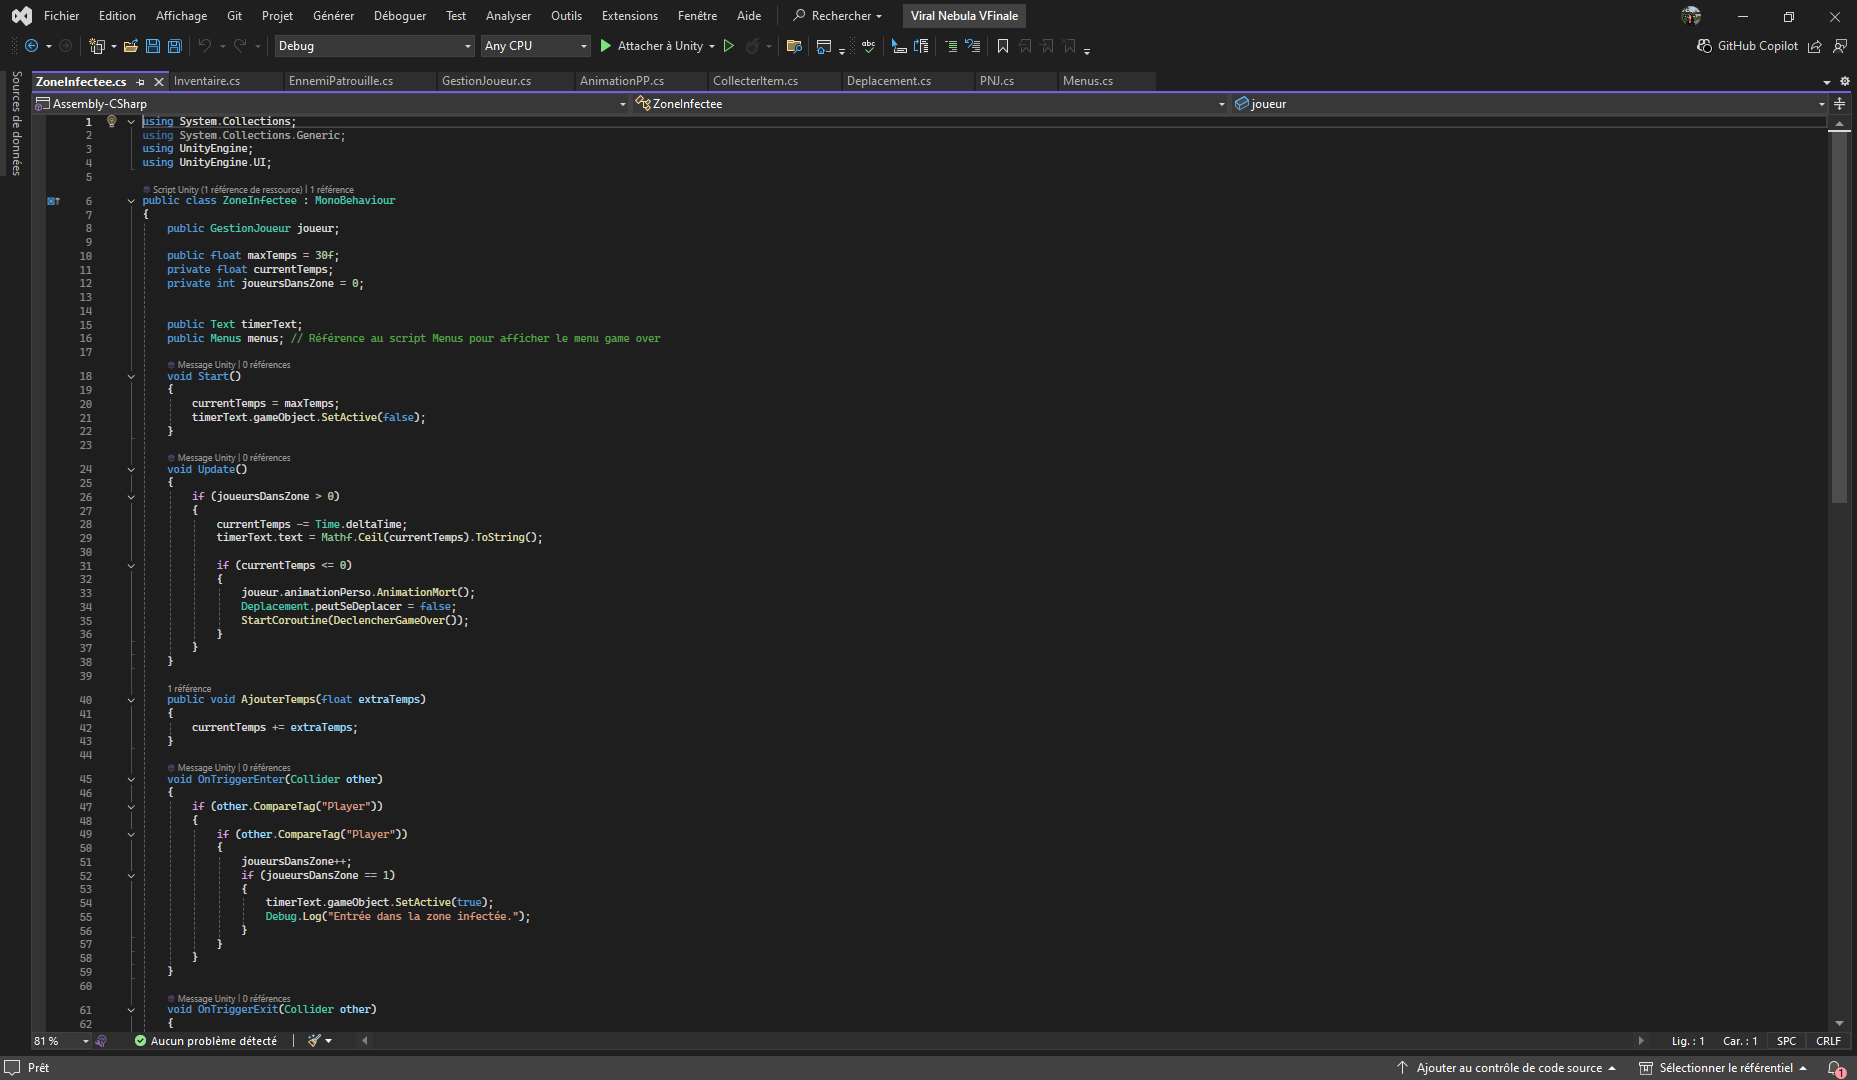 Fichier Edition Affichage Git Projet Générer Déboguer Test Analyser Outils Extensions Fenêtre Aide Rechercher Viral Nebula VFinale
Debug Any CPU Attacher à Unity GitHub Copilot
Sources de données
ZoneInfectee.cs Inventaire.cs EnnemiPatrouille.cs GestionJoueur.cs AnimationPP.cs CollecterItem.cs Deplacement.cs PNJ.cs Menus.cs
Assembly-CSharp ZoneInfectee joueur
1 using System.Collections;
2 using System.Collections.Generic;
3 using UnityEngine;
4 using UnityEngine.UI;
5
Script Unity (1 référence de ressource) | 1 référence
6 public class ZoneInfectee : MonoBehaviour
7 {
8 public GestionJoueur joueur;
9
10 public float maxTemps = 30f;
11 private float currentTemps;
12 private int joueursDansZone = 0;
13
14
15 public Text timerText;
16 public Menus menus; // Référence au script Menus pour afficher le menu game over
17
Message Unity | 0 références
18 void Start()
19 {
20 currentTemps = maxTemps;
21 timerText.gameObject.SetActive(false);
22 }
23
Message Unity | 0 références
24 void Update()
25 {
26 if (joueursDansZone > 0)
27 {
28 currentTemps -= Time.deltaTime;
29 timerText.text = Mathf.Ceil(currentTemps).ToString();
30
31 if (currentTemps <= 0)
32 {
33 joueur.animationPerso.AnimationMort();
34 Deplacement.peutSeDeplacer = false;
35 StartCoroutine(DeclencherGameOver());
36 }
37 }
38 }
39
1 référence
40 public void AjouterTemps(float extraTemps)
41 {
42 currentTemps += extraTemps;
43 }
44
Message Unity | 0 références
45 void OnTriggerEnter(Collider other)
46 {
47 if (other.CompareTag("Player"))
48 {
49 if (other.CompareTag("Player"))
50 {
51 joueursDansZone++;
52 if (joueursDansZone == 1)
53 {
54 timerText.gameObject.SetActive(true);
55 Debug.Log("Entrée dans la zone infectée.");
56 }
57 }
58 }
59 }
60
Message Unity | 0 références
61 void OnTriggerExit(Collider other)
62 {
81 % Aucun problème détecté Lig. : 1 Car. : 1 SPC CRLF
Prêt Ajouter au contrôle de code source Sélectionner le référentiel 1